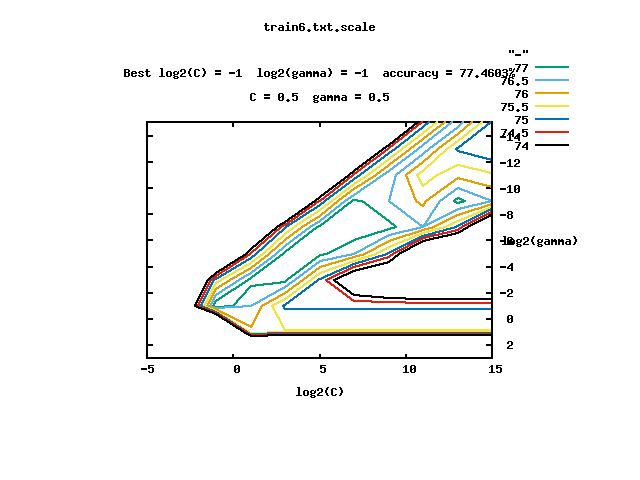 train6.txt.scale
"-"
Best log2(C) = -1  log2(gamma) = -1  accuracy = 77.4603%
C = 0.5  gamma = 0.5
77
76.5
76
75.5
75
74.5
74
-14
-12
-10
-8
-6
log2(gamma)
-4
-2
0
2
-5 0 5 10 15
log2(C)